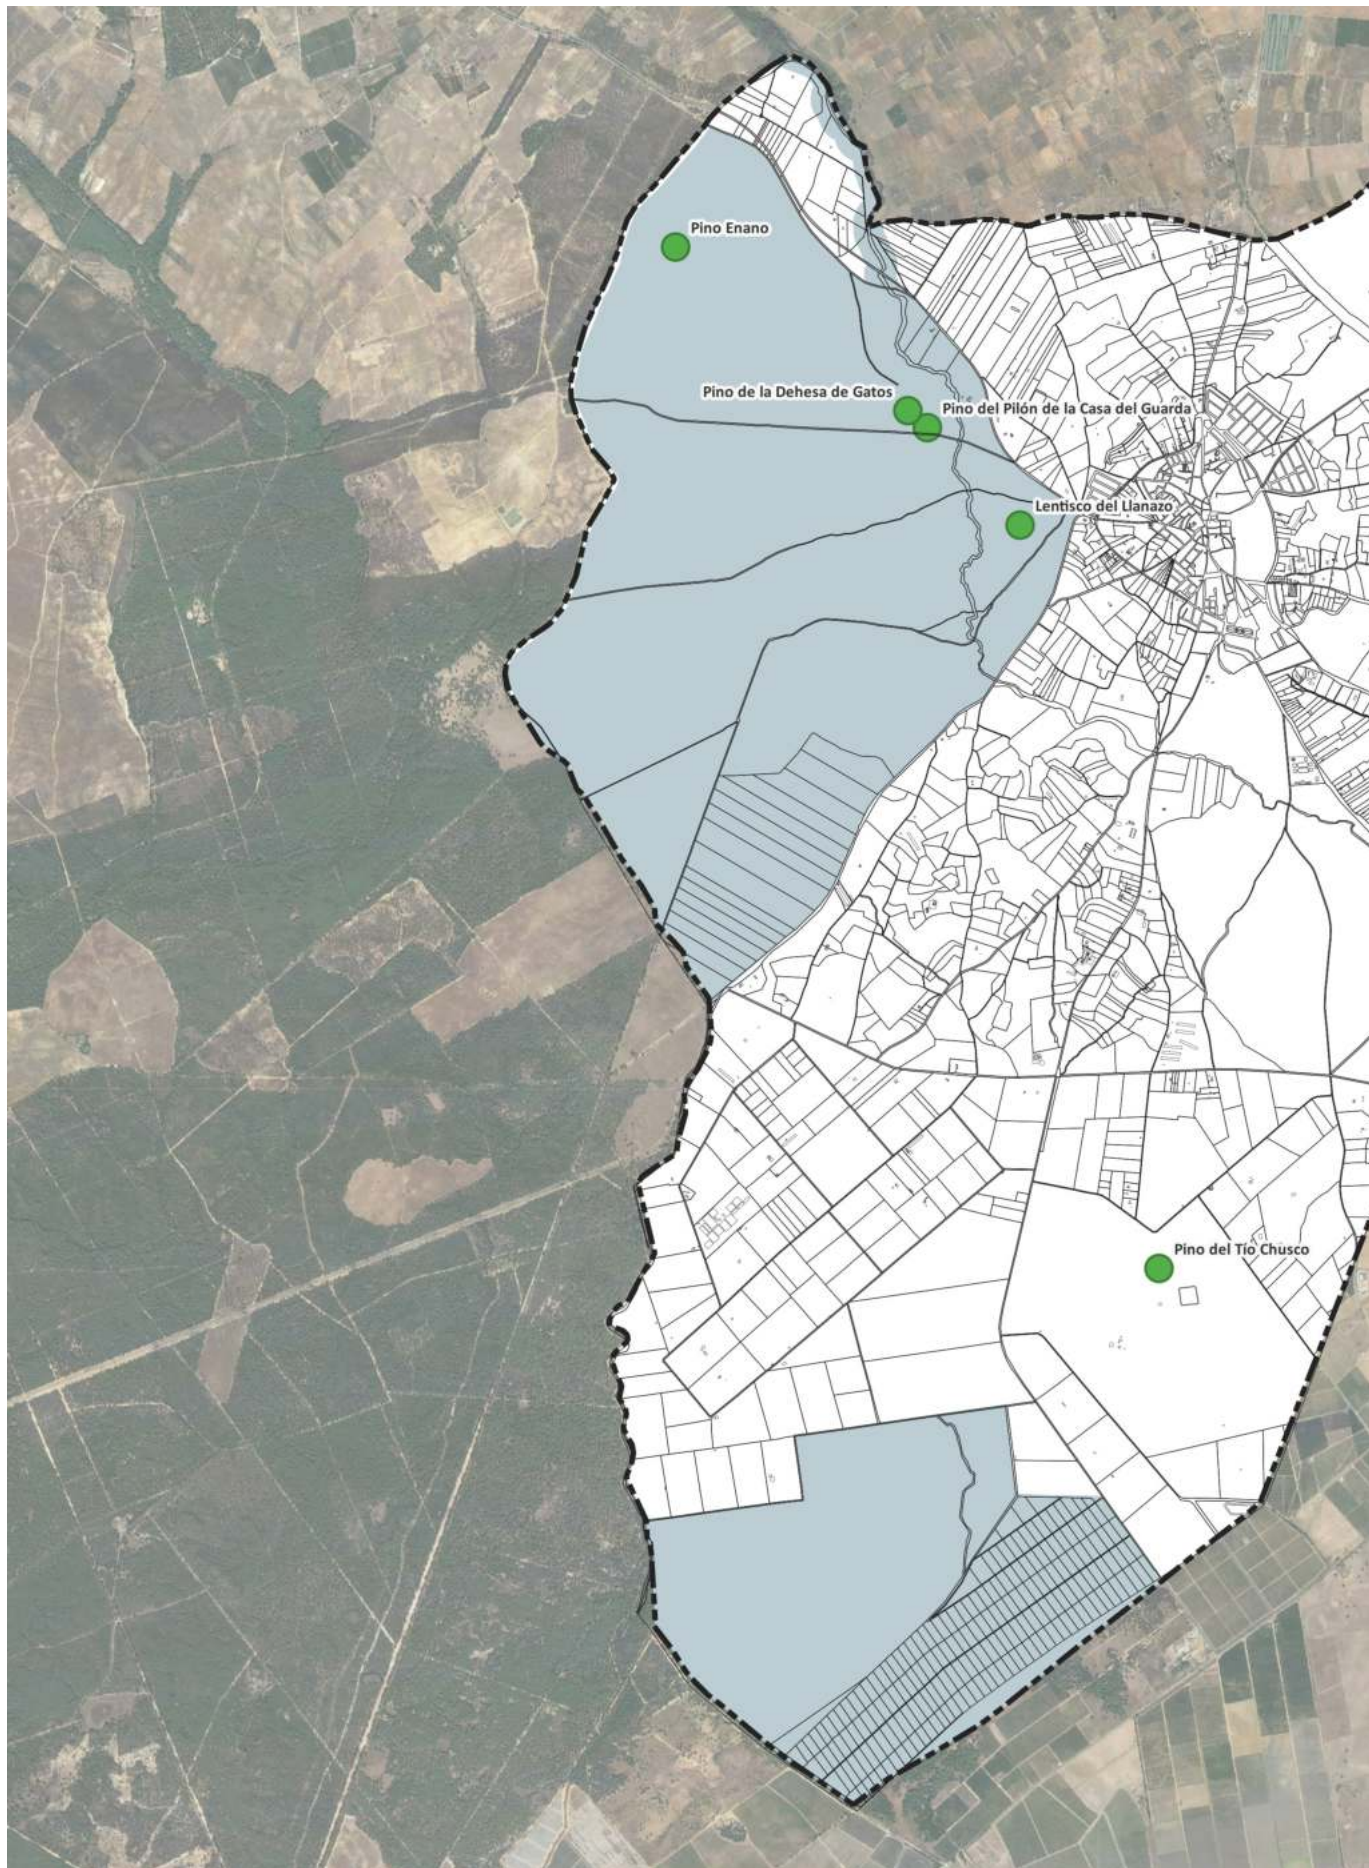 Pino Enano
Pino de la Dehesa de Gatos
Pino del Pilón de la Casa del Guarda
Lentisco del Llanazo
Pino del Tío Chusco